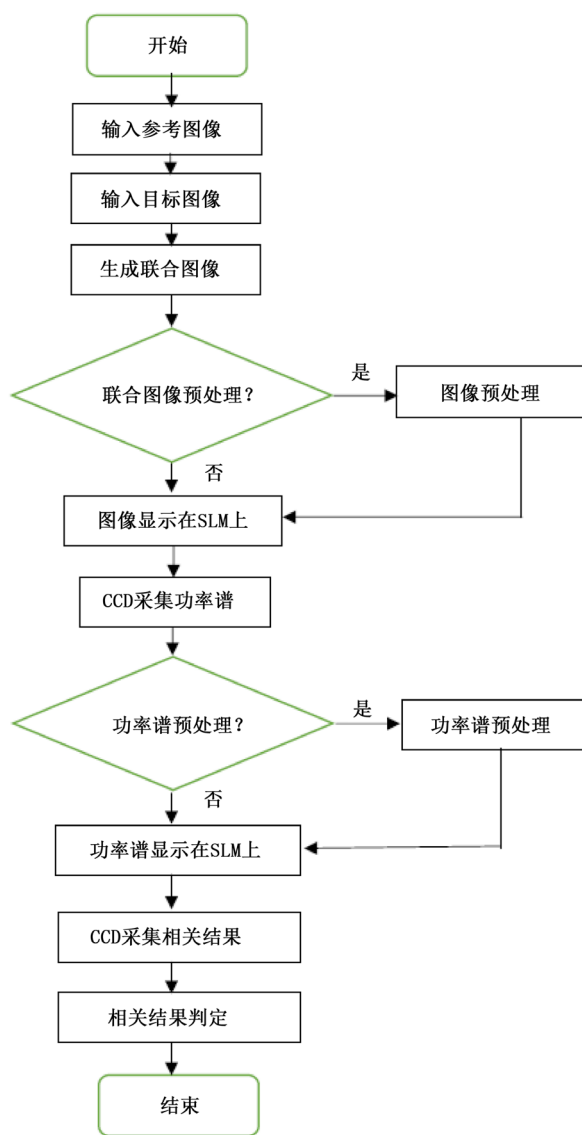 开始
输入参考图像
输入目标图像
生成联合图像
联合图像预处理?
是
图像预处理
否
图像显示在SLM上
CCD采集功率谱
功率谱预处理?
是
功率谱预处理
否
功率谱显示在SLM上
CCD采集相关结果
相关结果判定
结束